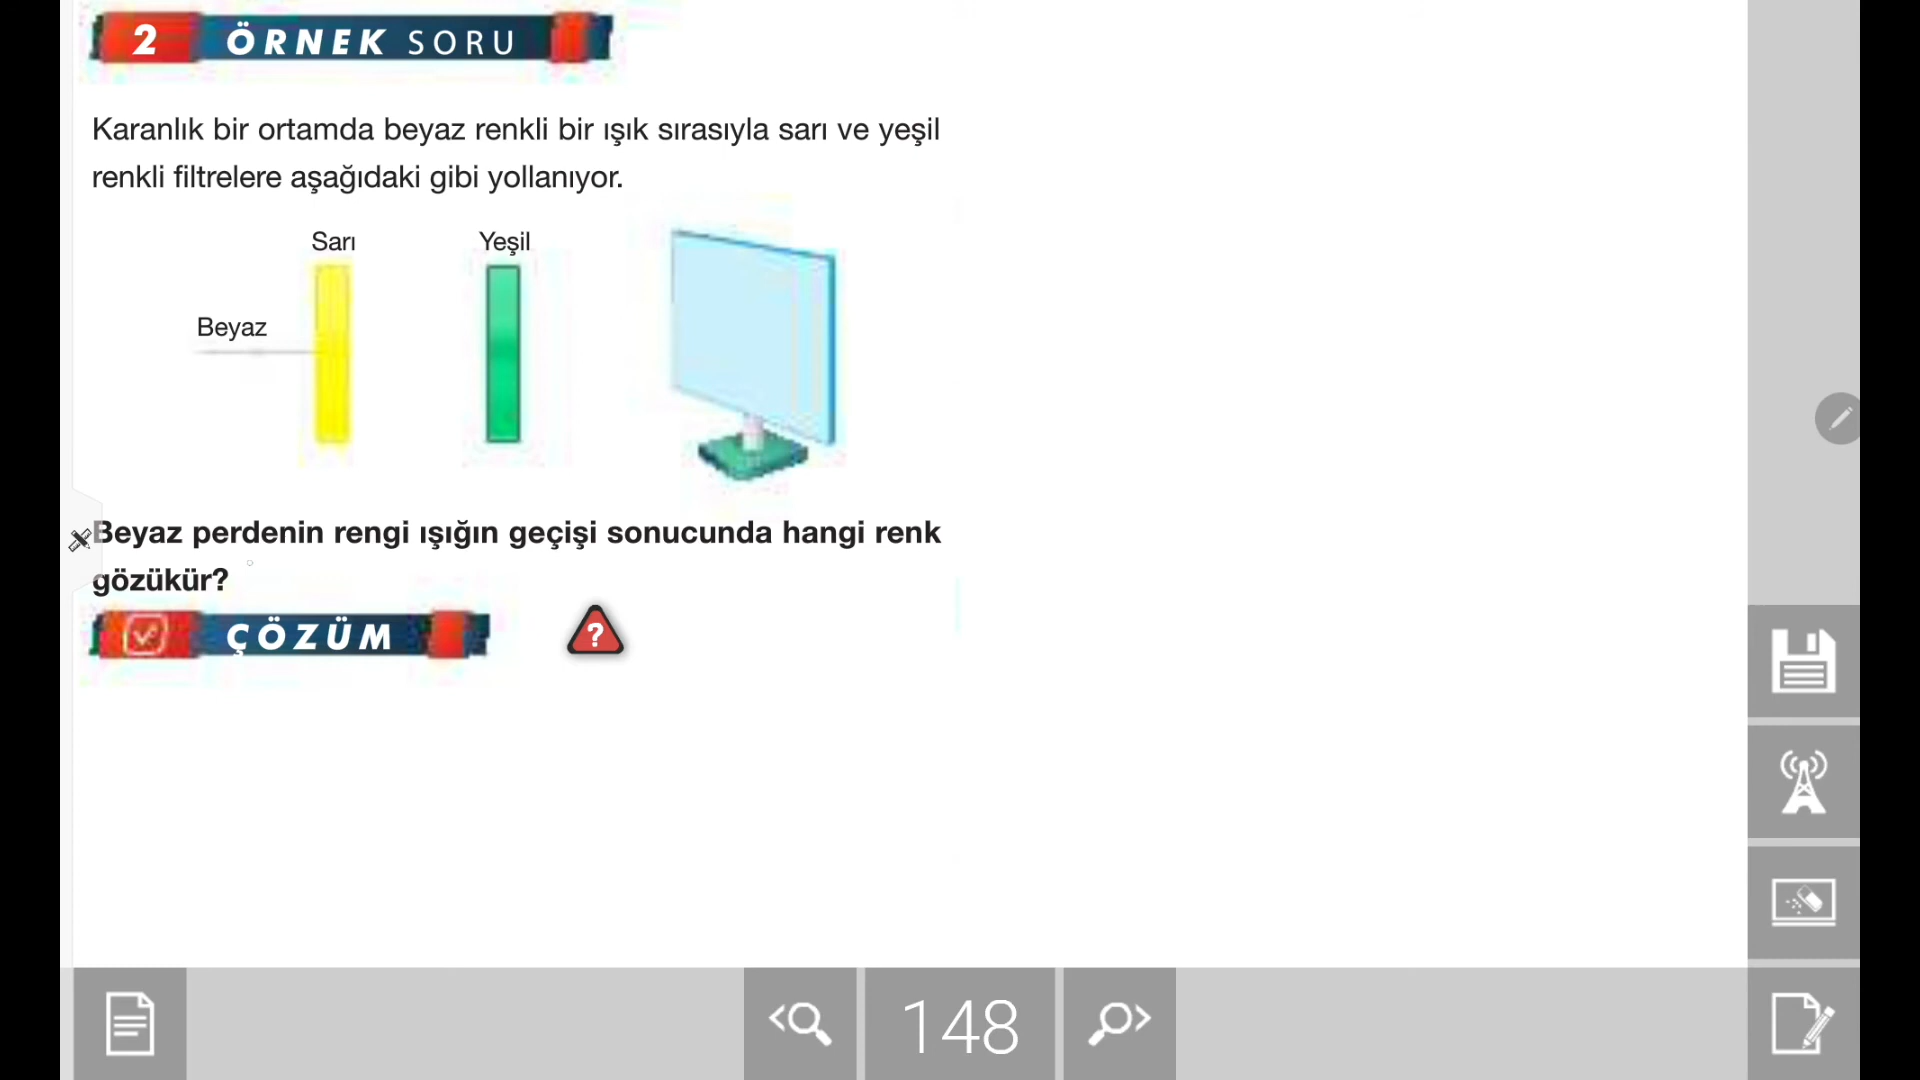 2 ÖRNEK SORU
Karanlık bir ortamda beyaz renkli bir ışık sırasıyla sarı ve yeşil
renkli filtrelere aşağıdaki gibi yollanıyor.
Sarı Yeşil
Beyaz
Beyaz perdenin rengi ışığın geçişi sonucunda hangi renk
gözükür?
ÇÖZÜM ?
148